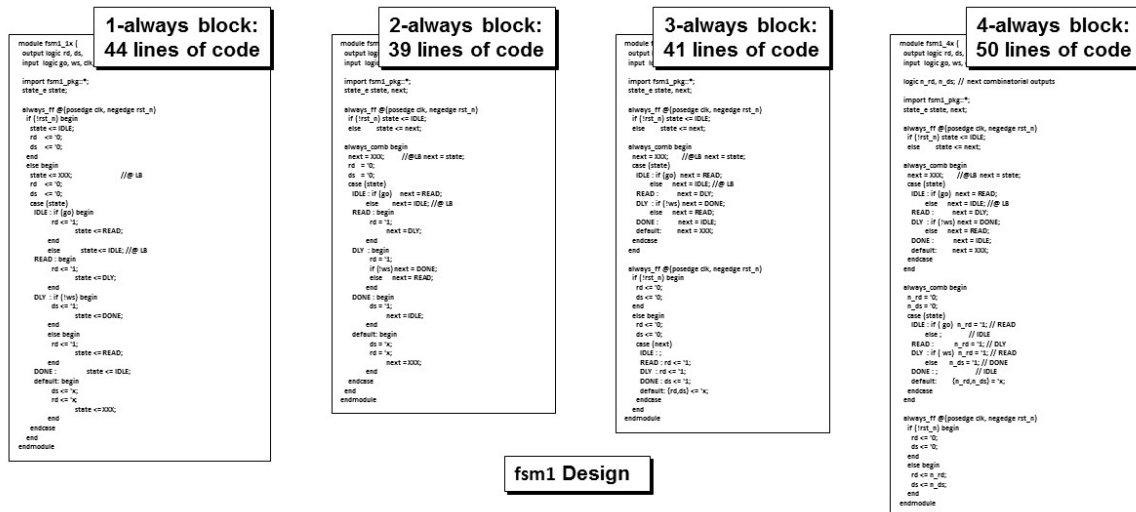 1-always block:
44 lines of code
module fsm1_1x (
output logic rd, ds,
input logic go, ws, clk
import fsm1_pkg::*;
state_e state, next;
always_ff @(posedge clk, negedge rst_n)
if (!rst_n) begin
state <= IDLE;
rd <= '0;
ds <= '0;
end
else begin
state <= XXX; //@ LB
rd <= '0;
ds <= '0;
case (state)
IDLE : if (go) begin
rd <= '1;
state <= READ;
end
else state <= IDLE; //@ LB
READ : begin
rd <= '1;
state <= DLY;
end
DLY : if (!ws) begin
ds <= '1;
state <= DONE;
end
else begin
rd <= '1;
state <= READ;
end
DONE : state <= IDLE;
default: begin
ds <= 'x;
rd <= 'x;
state <= XXX;
end
endcase
end
endmodule
2-always block:
39 lines of code
module fsm
output logi
input logi
import fsm1_pkg::*;
state_e state, next;
always_ff @(posedge clk, negedge rst_n)
if (!rst_n) state <= IDLE;
else state <= next;
always_comb begin
next = XXX; //@LB next = state;
rd = '0;
ds = '0;
case (state)
IDLE : if (go) next = READ;
else next = IDLE; //@ LB
READ : begin
rd = '1;
next = DLY;
end
DLY : begin
rd = '1;
if (!ws) next = DONE;
else next = READ;
end
DONE : begin
ds = '1;
next = IDLE;
end
default: begin
ds = 'x;
rd = 'x;
next = XXX;
end
endcase
end
endmodule
3-always block:
41 lines of code
module f
output l
input lo
import fsm1_pkg::*;
state_e state, next;
always_ff @(posedge clk, negedge rst_n)
if (!rst_n) state <= IDLE;
else state <= next;
always_comb begin
next = XXX; //@LB next = state;
case (state)
IDLE : if (go) next = READ;
else next = IDLE; //@ LB
READ : next = DLY;
DLY : if (!ws) next = DONE;
else next = READ;
DONE : next = IDLE;
default: next = XXX;
endcase
end
always_ff @(posedge clk, negedge rst_n)
if (!rst_n) begin
rd <= '0;
ds <= '0;
end
else begin
rd <= '0;
ds <= '0;
case (next)
IDLE : ;
READ : rd <= '1;
DLY : rd <= '1;
DONE : ds <= '1;
default: {rd,ds} <= 'x;
endcase
end
endmodule
4-always block:
50 lines of code
module fsm1_4x (
output logic rd, ds,
input logic go, ws,
logic n_rd, n_ds; // next combinatorial outputs
import fsm1_pkg::*;
state_e state, next;
always_ff @(posedge clk, negedge rst_n)
if (!rst_n) state <= IDLE;
else state <= next;
always_comb begin
next = XXX; //@LB next = state;
case (state)
IDLE : if (go) next = READ;
else next = IDLE; //@ LB
READ : next = DLY;
DLY : if (!ws) next = DONE;
else next = READ;
DONE : next = IDLE;
default: next = XXX;
endcase
end
always_comb begin
n_rd = '0;
n_ds = '0;
case (state)
IDLE : if ( go) n_rd = '1; // READ
else ; // IDLE
READ : n_rd = '1; // DLY
DLY : if ( ws) n_rd = '1; // READ
else n_ds = '1; // DONE
DONE : ; // IDLE
default: {n_rd,n_ds} = 'x;
endcase
end
always_ff @(posedge clk, negedge rst_n)
if (!rst_n) begin
rd <= '0;
ds <= '0;
end
else begin
rd <= n_rd;
ds <= n_ds;
end
endmodule
fsm1 Design